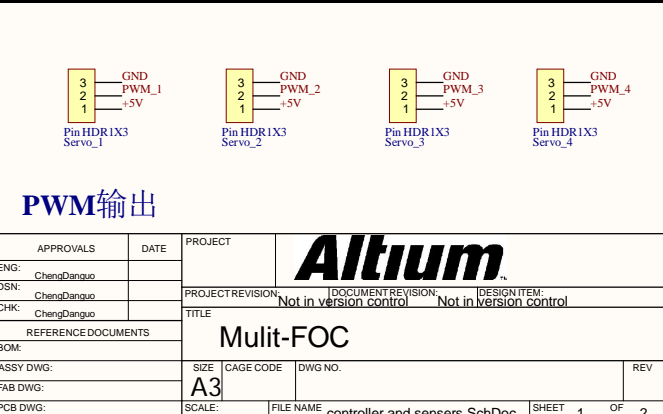 3 GND
2 PWM_1
1 +5V
Pin HDR1X3
Servo_1
3 GND
2 PWM_2
1 +5V
Pin HDR1X3
Servo_2
3 GND
2 PWM_3
1 +5V
Pin HDR1X3
Servo_3
3 GND
2 PWM_4
1 +5V
Pin HDR1X3
Servo_4
PWM输出
APPROVALS DATE
ENG: ChengDanguo
DSN: ChengDanguo
CHK: ChengDanguo
REFERENCE DOCUMENTS
BOM:
ASSY DWG:
FAB DWG:
PCB DWG:
PROJECT
Altium
PROJECT REVISION: Not in version control
DOCUMENT REVISION: Not in version control
DESIGN ITEM:
TITLE
Mulit-FOC
SIZE CAGE CODE DWG NO. REV
A3
SCALE: FILE NAME controller and sensers.SchDoc SHEET 1 OF 2